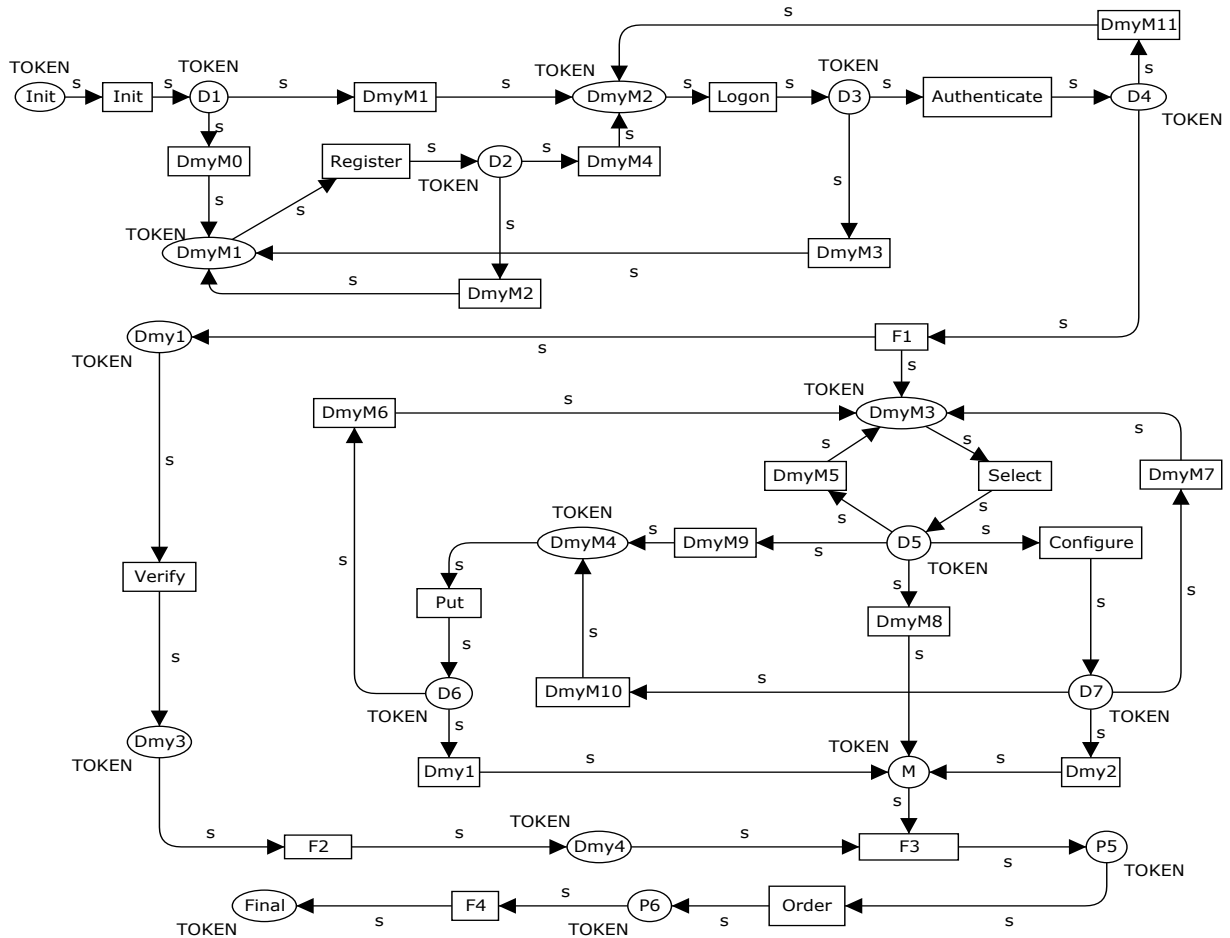 s DmyM11
TOKEN TOKEN TOKEN TOKEN
s s s s s s s s s
Init Init D1 DmyM1 DmyM2 Logon D3 Authenticate D4
TOKEN
s s
DmyM0 Register s D2 s DmyM4
TOKEN
s s s s
TOKEN
DmyM1 DmyM3
s
s DmyM2
Dmy1 F1 s
TOKEN s
s
TOKEN
DmyM6 s DmyM3
s s s
s DmyM5 Select DmyM7
TOKEN s s
DmyM4 s DmyM9 s D5 s Configure
s TOKEN
Verify s
Put DmyM8 s s
s s s s
s
D6 DmyM10 s D7
TOKEN s TOKEN
Dmy3 TOKEN s
TOKEN Dmy1 s M s Dmy2
s
TOKEN
s F2 s Dmy4 s F3 s P5
TOKEN
Final s F4 s P6 s Order s
TOKEN TOKEN